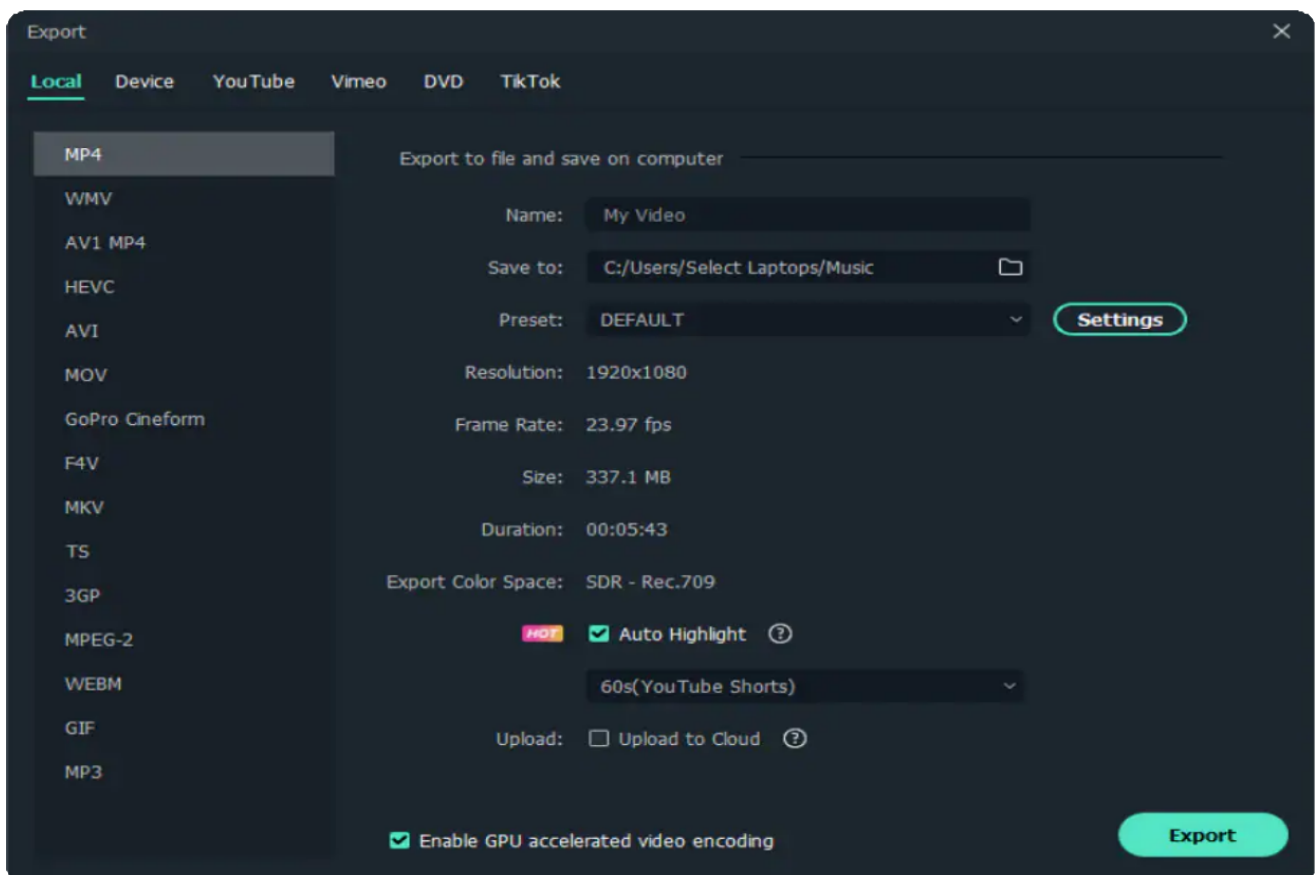 Export
Local Device YouTube Vimeo DVD TikTok
MP4
WMV
AV1 MP4
HEVC
AVI
MOV
GoPro Cineform
F4V
MKV
TS
3GP
MPEG-2
WEBM
GIF
MP3
Export to file and save on computer
Name: My Video
Save to: C:/Users/Select Laptops/Music
Preset: DEFAULT Settings
Resolution: 1920x1080
Frame Rate: 23.97 fps
Size: 337.1 MB
Duration: 00:05:43
Export Color Space: SDR - Rec.709
HOT Auto Highlight ?
60s(YouTube Shorts)
Upload: Upload to Cloud ?
Enable GPU accelerated video encoding
Export